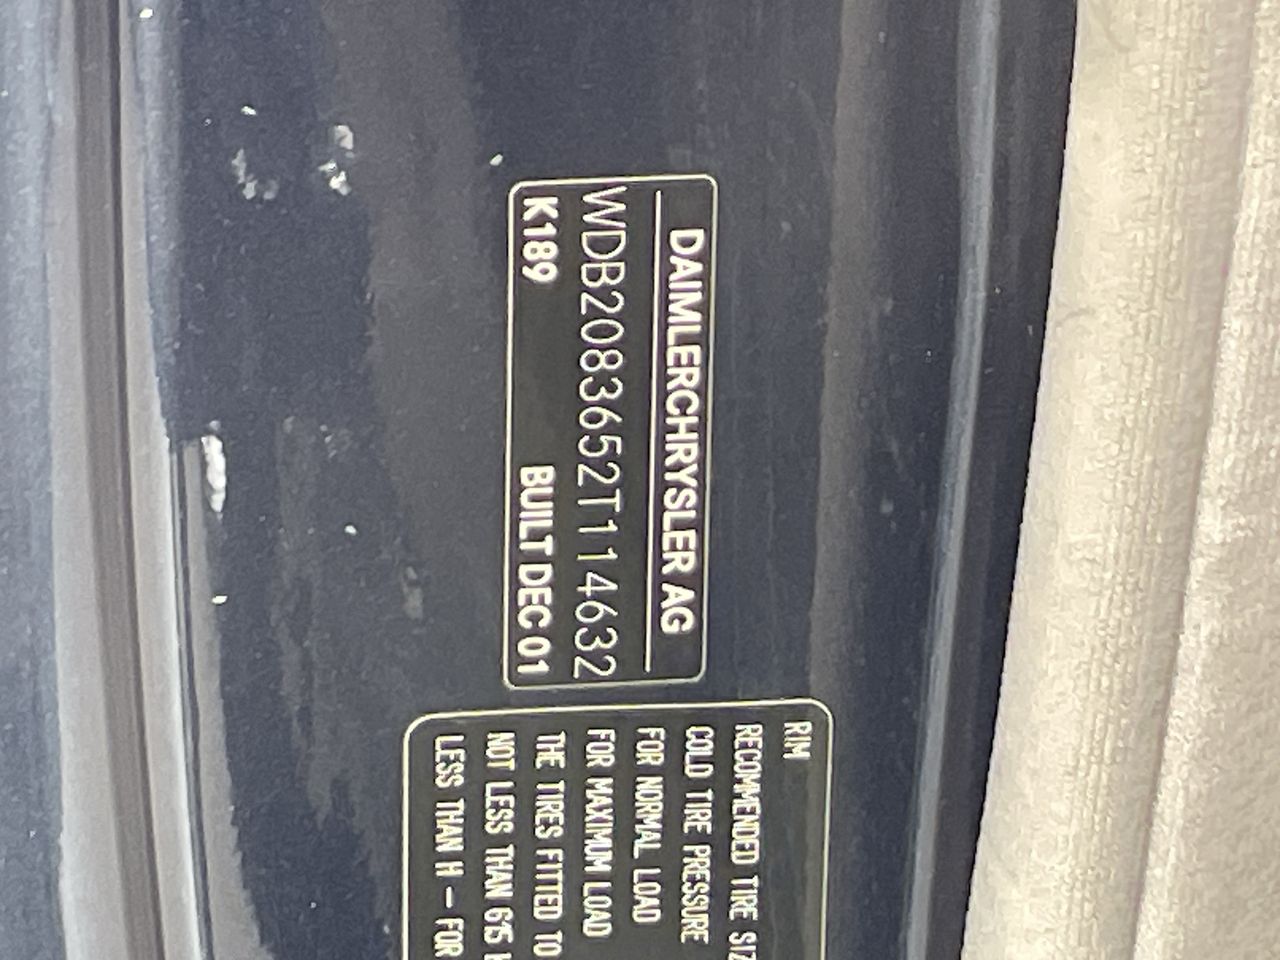 DAIMLERCHRYSLER AG
WDB2083652T114632
K189 BUILT DEC 01
RIM
RECOMMENDED TIRE
COLD TIRE PRESSURE
FOR NORMAL LOAD
FOR MAXIMUM LOAD
THE TIRES FITTED TO
NOT LESS THAN 615
LESS THAN H - FOR